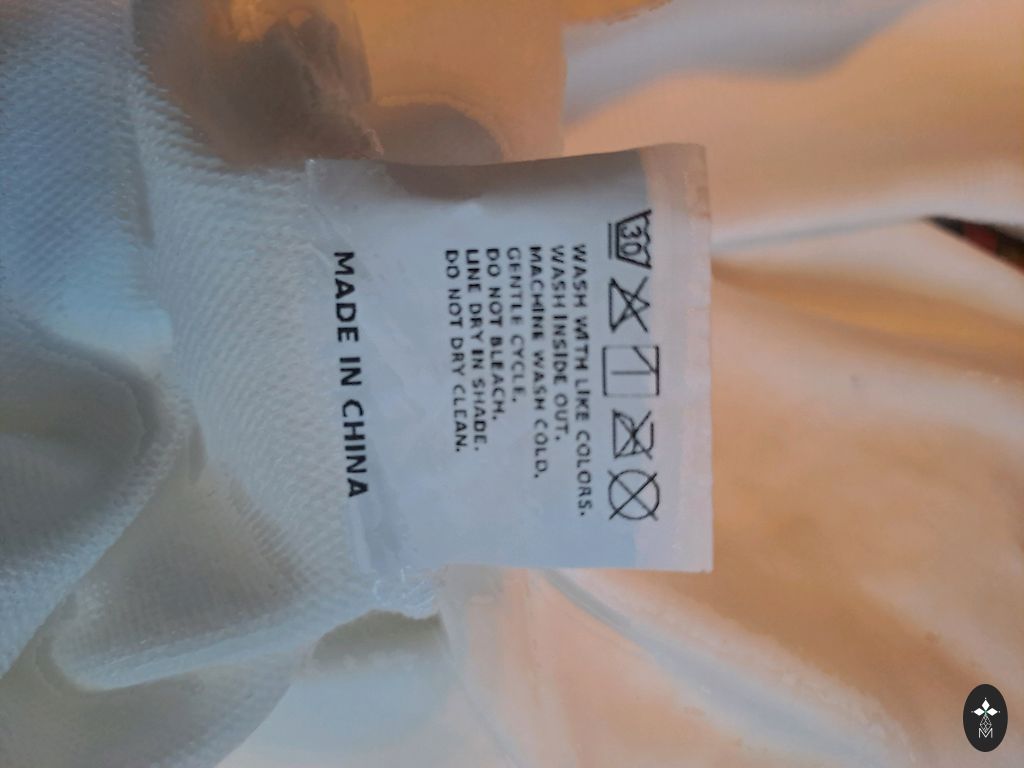 30
WASH WITH LIKE COLORS.
WASH INSIDE OUT.
MACHINE WASH COLD,
GENTLE CYCLE.
DO NOT BLEACH.
LINE DRY IN SHADE.
DO NOT DRY CLEAN.
MADE IN CHINA
M